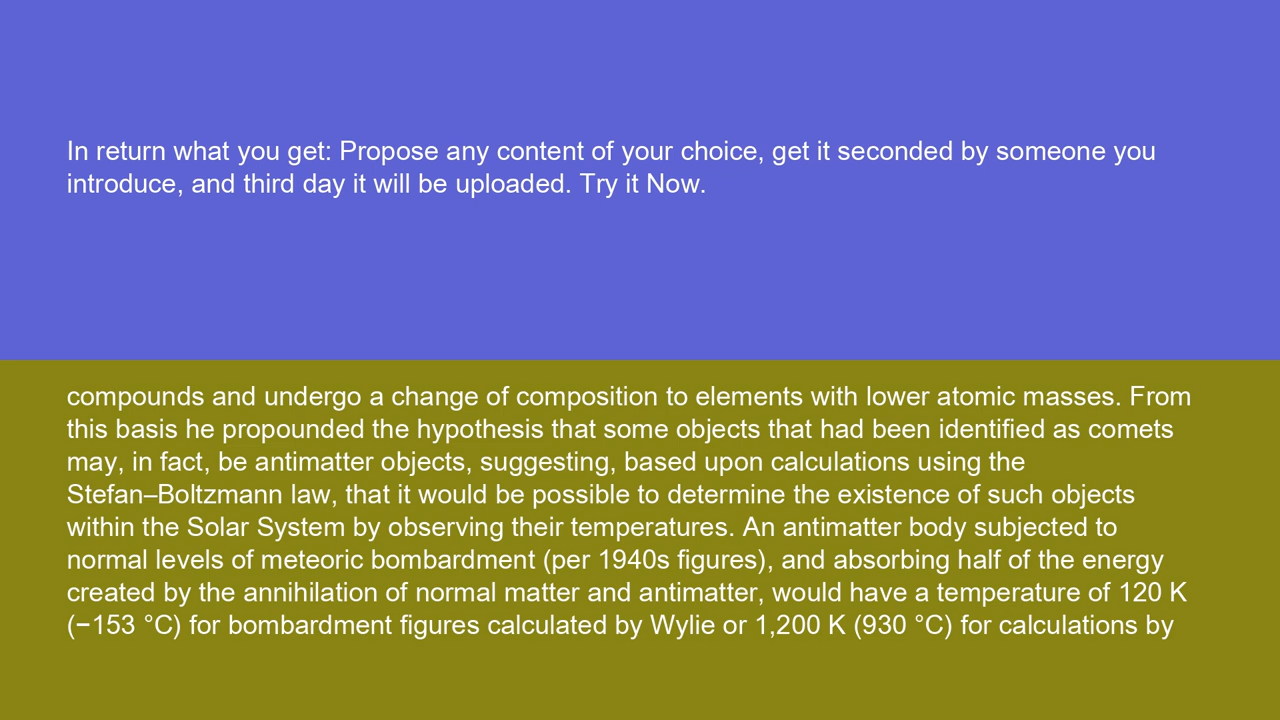 In return what you get: Propose any content of your choice, get it seconded by someone you
introduce, and third day it will be uploaded. Try it Now.
compounds and undergo a change of composition to elements with lower atomic masses. From
this basis he propounded the hypothesis that some objects that had been identified as comets
may, in fact, be antimatter objects, suggesting, based upon calculations using the
Stefan–Boltzmann law, that it would be possible to determine the existence of such objects
within the Solar System by observing their temperatures. An antimatter body subjected to
normal levels of meteoric bombardment (per 1940s figures), and absorbing half of the energy
created by the annihilation of normal matter and antimatter, would have a temperature of 120 K
(−153 °C) for bombardment figures calculated by Wylie or 1,200 K (930 °C) for calculations by